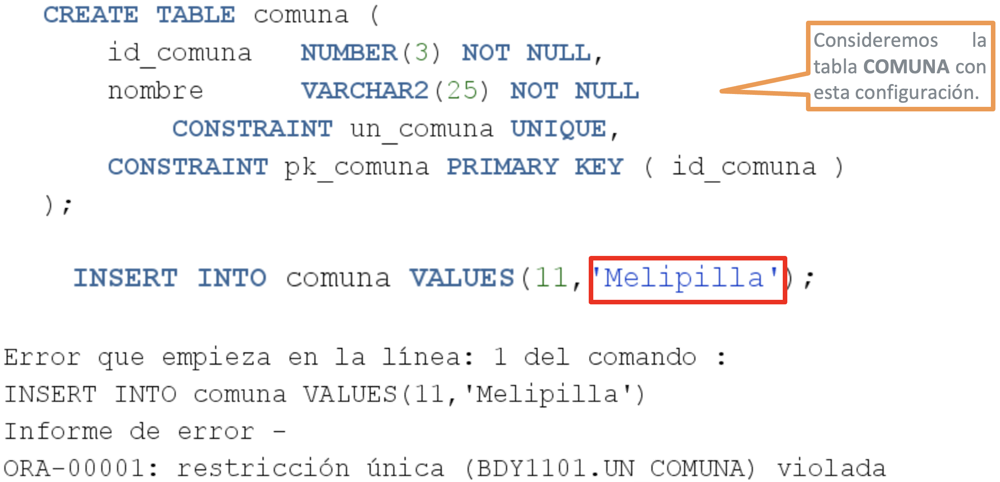 CREATE TABLE comuna (
id_comuna NUMBER(3) NOT NULL,
nombre VARCHAR2(25) NOT NULL
CONSTRAINT un_comuna UNIQUE,
CONSTRAINT pk_comuna PRIMARY KEY ( id_comuna )
);
Consideremos la
tabla COMUNA con
esta configuración.
INSERT INTO comuna VALUES(11,'Melipilla');
Error que empieza en la línea: 1 del comando :
INSERT INTO comuna VALUES(11,'Melipilla')
Informe de error -
ORA-00001: restricción única (BDY1101.UN COMUNA) violada